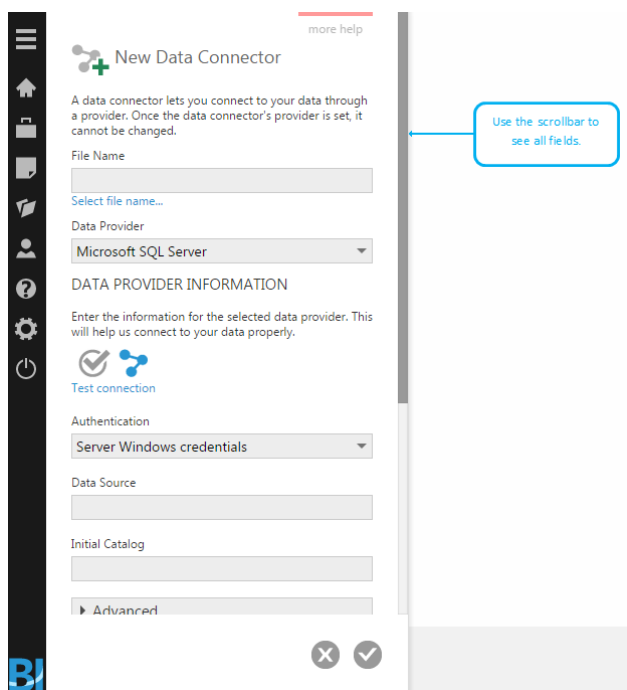 more help
New Data Connector
A data connector lets you connect to your data through
a provider. Once the data connector's provider is set, it
cannot be changed.
File Name
Select file name...
Data Provider
Microsoft SQL Server
DATA PROVIDER INFORMATION
Enter the information for the selected data provider. This
will help us connect to your data properly.
Test connection
Authentication
Server Windows credentials
Data Source
Initial Catalog
Advanced
BI
Use the scrollbar to
see all fields.